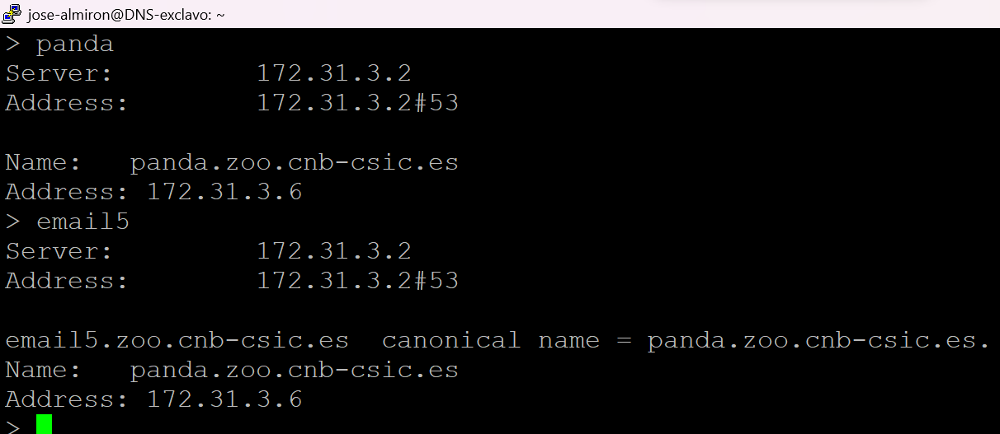 jose-almiron@DNS-exclavo: ~
> panda
Server: 172.31.3.2
Address: 172.31.3.2#53
Name: panda.zoo.cnb-csic.es
Address: 172.31.3.6
> email5
Server: 172.31.3.2
Address: 172.31.3.2#53
email5.zoo.cnb-csic.es canonical name = panda.zoo.cnb-csic.es.
Name: panda.zoo.cnb-csic.es
Address: 172.31.3.6
>